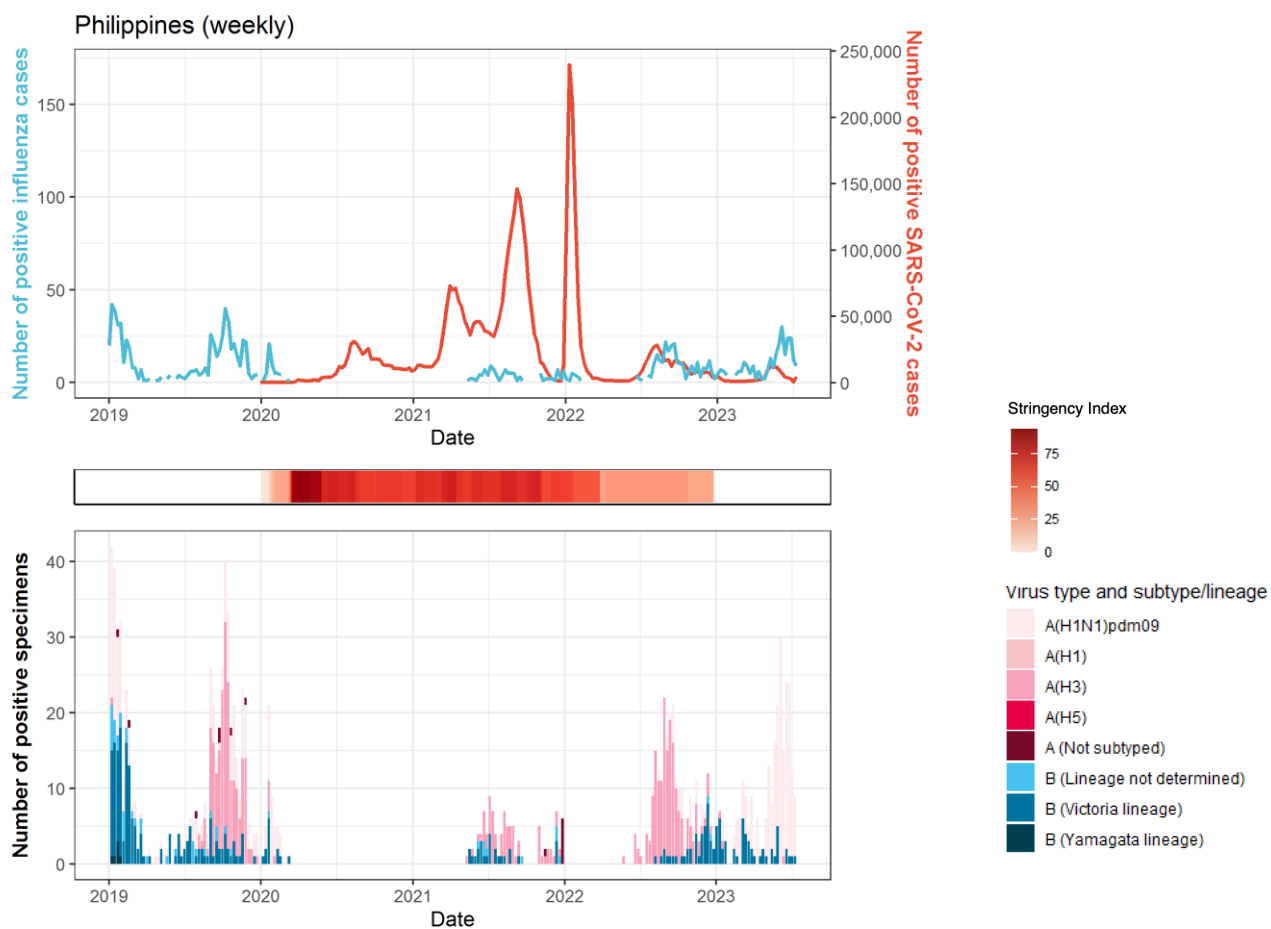 Philippines (weekly)
Number of positive influenza cases
150
100
50
0
250,000
200,000
150,000
100,000
50,000
0
Number of positive SARS-CoV-2 cases
2019 2020 2021 2022 2023
Date
Stringency Index
75
50
25
0
Number of positive specimens
40
30
20
10
0
2019 2020 2021 2022 2023
Date
Virus type and subtype/lineage
A(H1N1)pdm09
A(H1)
A(H3)
A(H5)
A (Not subtyped)
B (Lineage not determined)
B (Victoria lineage)
B (Yamagata lineage)